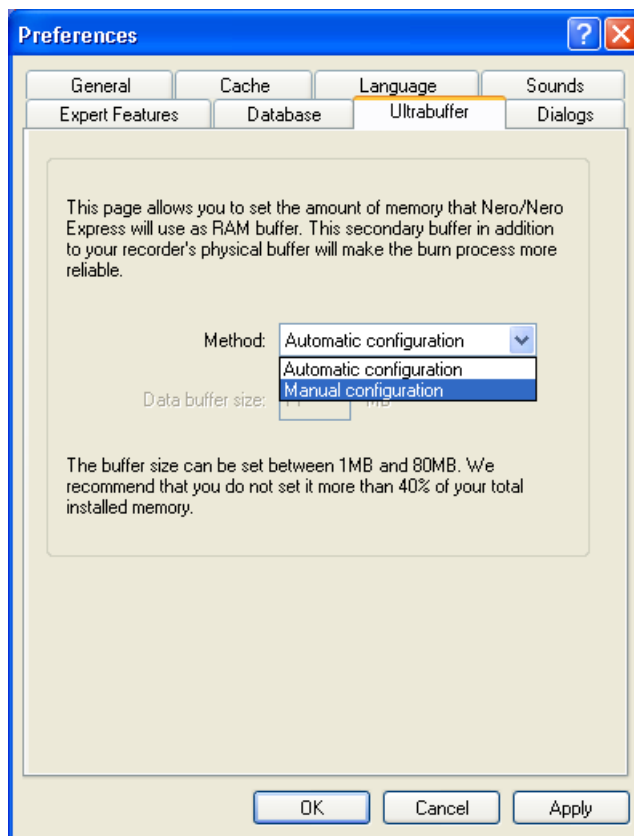 Preferences
General Cache Language Sounds
Expert Features Database Ultrabuffer Dialogs
This page allows you to set the amount of memory that Nero/Nero
Express will use as RAM buffer. This secondary buffer in addition
to your recorder's physical buffer will make the burn process more
reliable.
Method: Automatic configuration
Automatic configuration
Manual configuration
Data buffer size: MB
The buffer size can be set between 1MB and 80MB. We
recommend that you do not set it more than 40% of your total
installed memory.
OK Cancel Apply